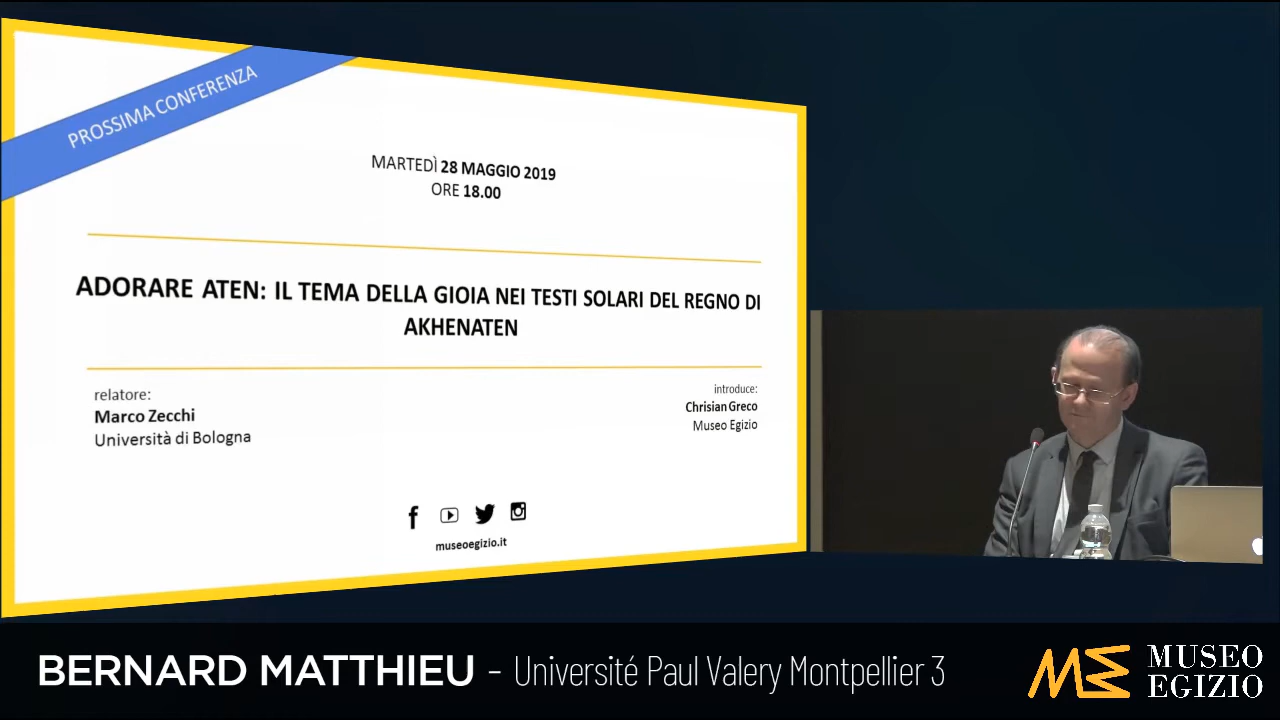 PROSSIMA CONFERENZA
MARTEDÌ 28 MAGGIO 2019
ORE 18.00
ADORARE ATEN: IL TEMA DELLA GIOIA NEI TESTI SOLARI DEL REGNO DI
AKHENATEN
relatore:
Marco Zecchi
Università di Bologna
introduce:
Chrisian Greco
Museo Egizio
museoegizio.it
BERNARD MATTHIEU - Université Paul Valery Montpellier 3
MUSEO
EGIZIO